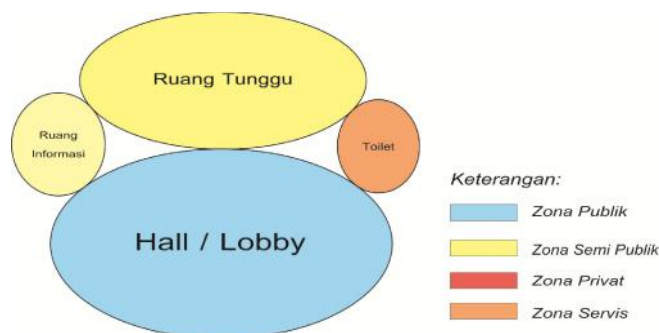 Ruang Tunggu
Ruang
Informasi
Toilet
Hall / Lobby
Keterangan:
Zona Publik
Zona Semi Publik
Zona Privat
Zona Servis